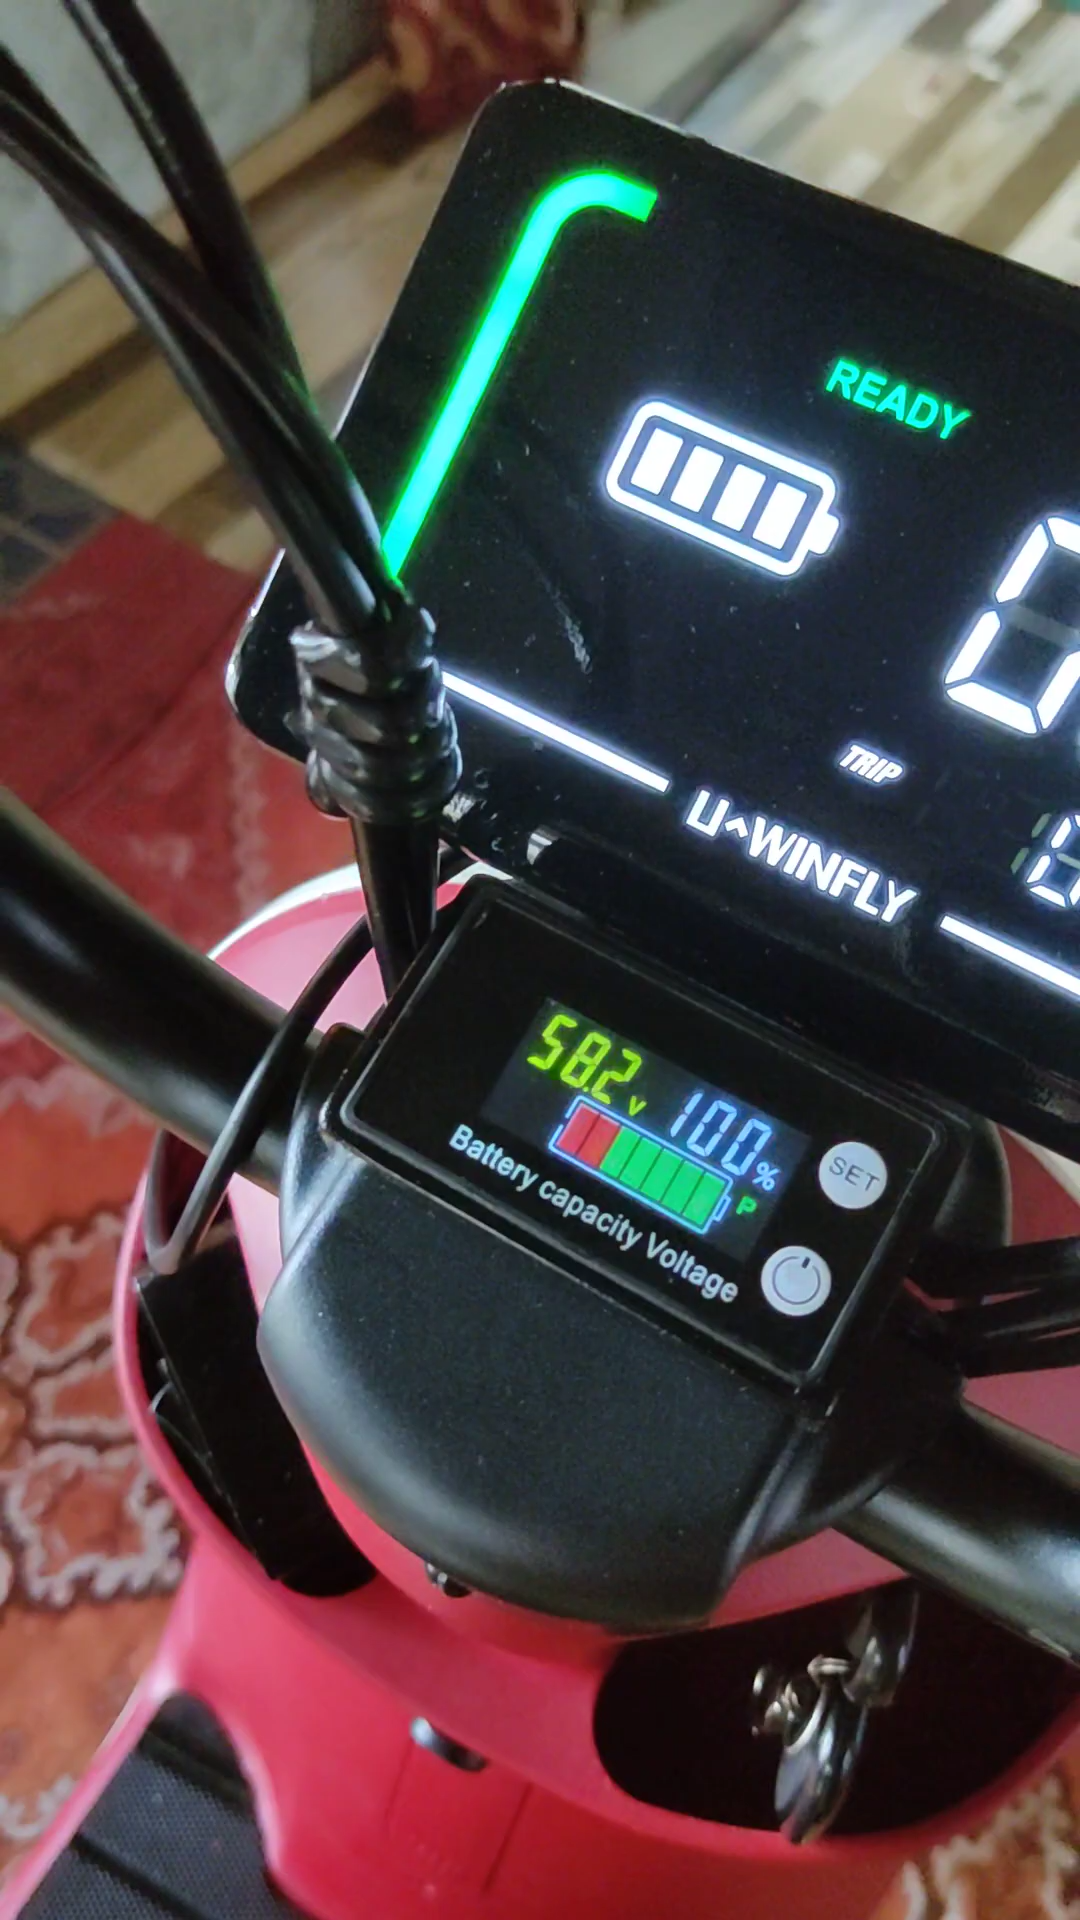 READY
TRIP
U^WINFLY
58.2 V
100%
P
SET
Battery capacity Voltage